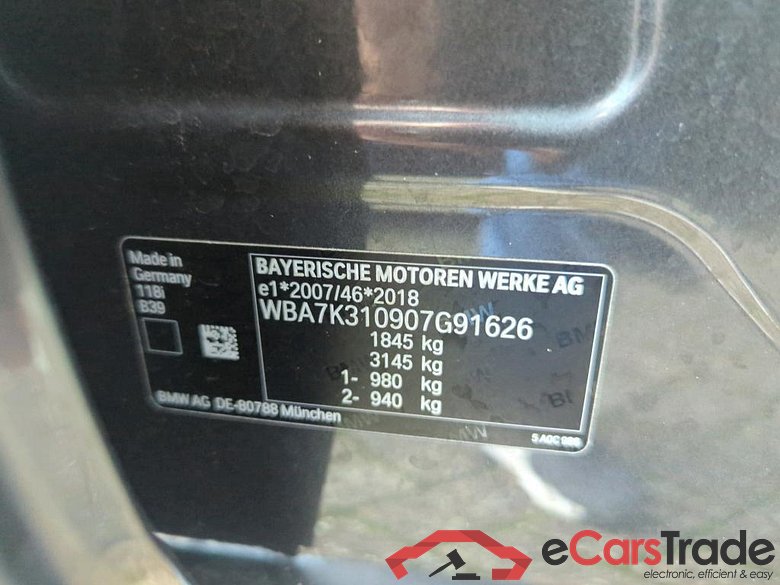 Made in
Germany
118i
B39
BAYERISCHE MOTOREN WERKE AG
e1*2007/46*2018
WBA7K310907G91626
1845 kg
3145 kg
1- 980 kg
2- 940 kg
BMW AG DE-80788 München
eCarsTrade
electronic, efficient & easy